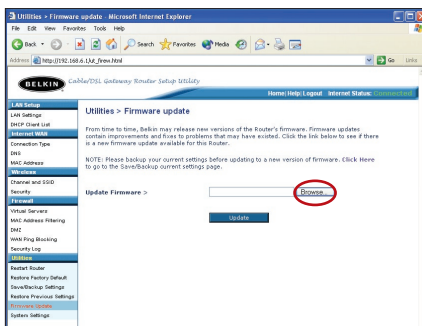 Utilities > Firmware update - Microsoft Internet Explorer
File Edit View Favorites Tools Help
Back Search Favorites Media
Address http://192.168.6.1/ut_firew.html Go Links
BELKIN Cable/DSL Gateway Router Setup Utility
Home|Help|Logout Internet Status: Connected
LAN Setup
LAN Settings
DHCP Client List
Internet WAN
Connection Type
DNS
MAC Address
Wireless
Channel and SSID
Security
Firewall
Virtual Servers
MAC Address Filtering
DMZ
WAN Ping Blocking
Security Log
Utilities
Restart Router
Restore Factory Default
Save/Backup Settings
Restore Previous Settings
Firmware Update
System Settings
Utilities > Firmware update
From time to time, Belkin may release new versions of the Router's firmware. Firmware updates
contain improvements and fixes to problems that may have existed. Click the link below to see if there
is a new firmware update available for this Router.
NOTE: Please backup your current settings before updating to a new version of firmware. Click Here
to go to the Save/Backup current settings page.
Update Firmware > Browse...
Update